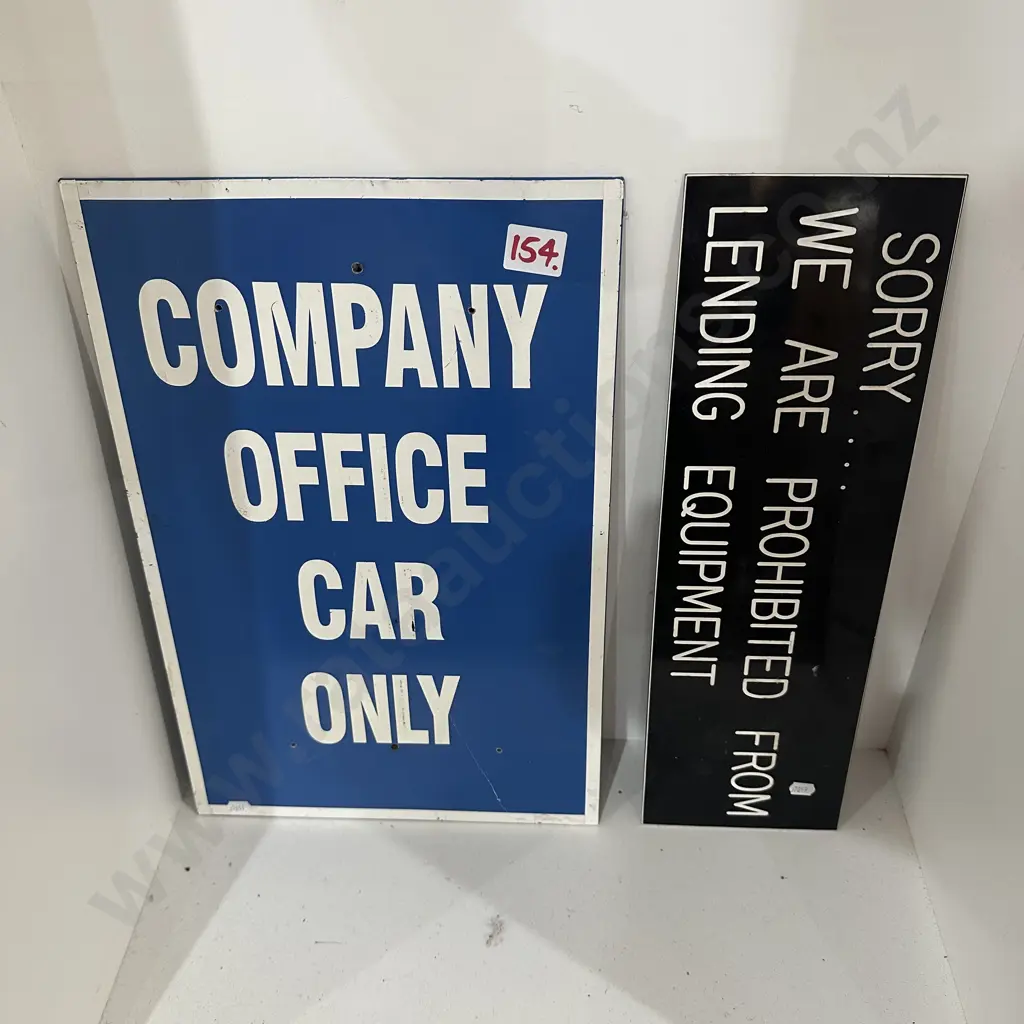 154.
COMPANY
OFFICE
CAR
ONLY
SORRY....
WE ARE PROHIBITED FROM
LENDING EQUIPMENT